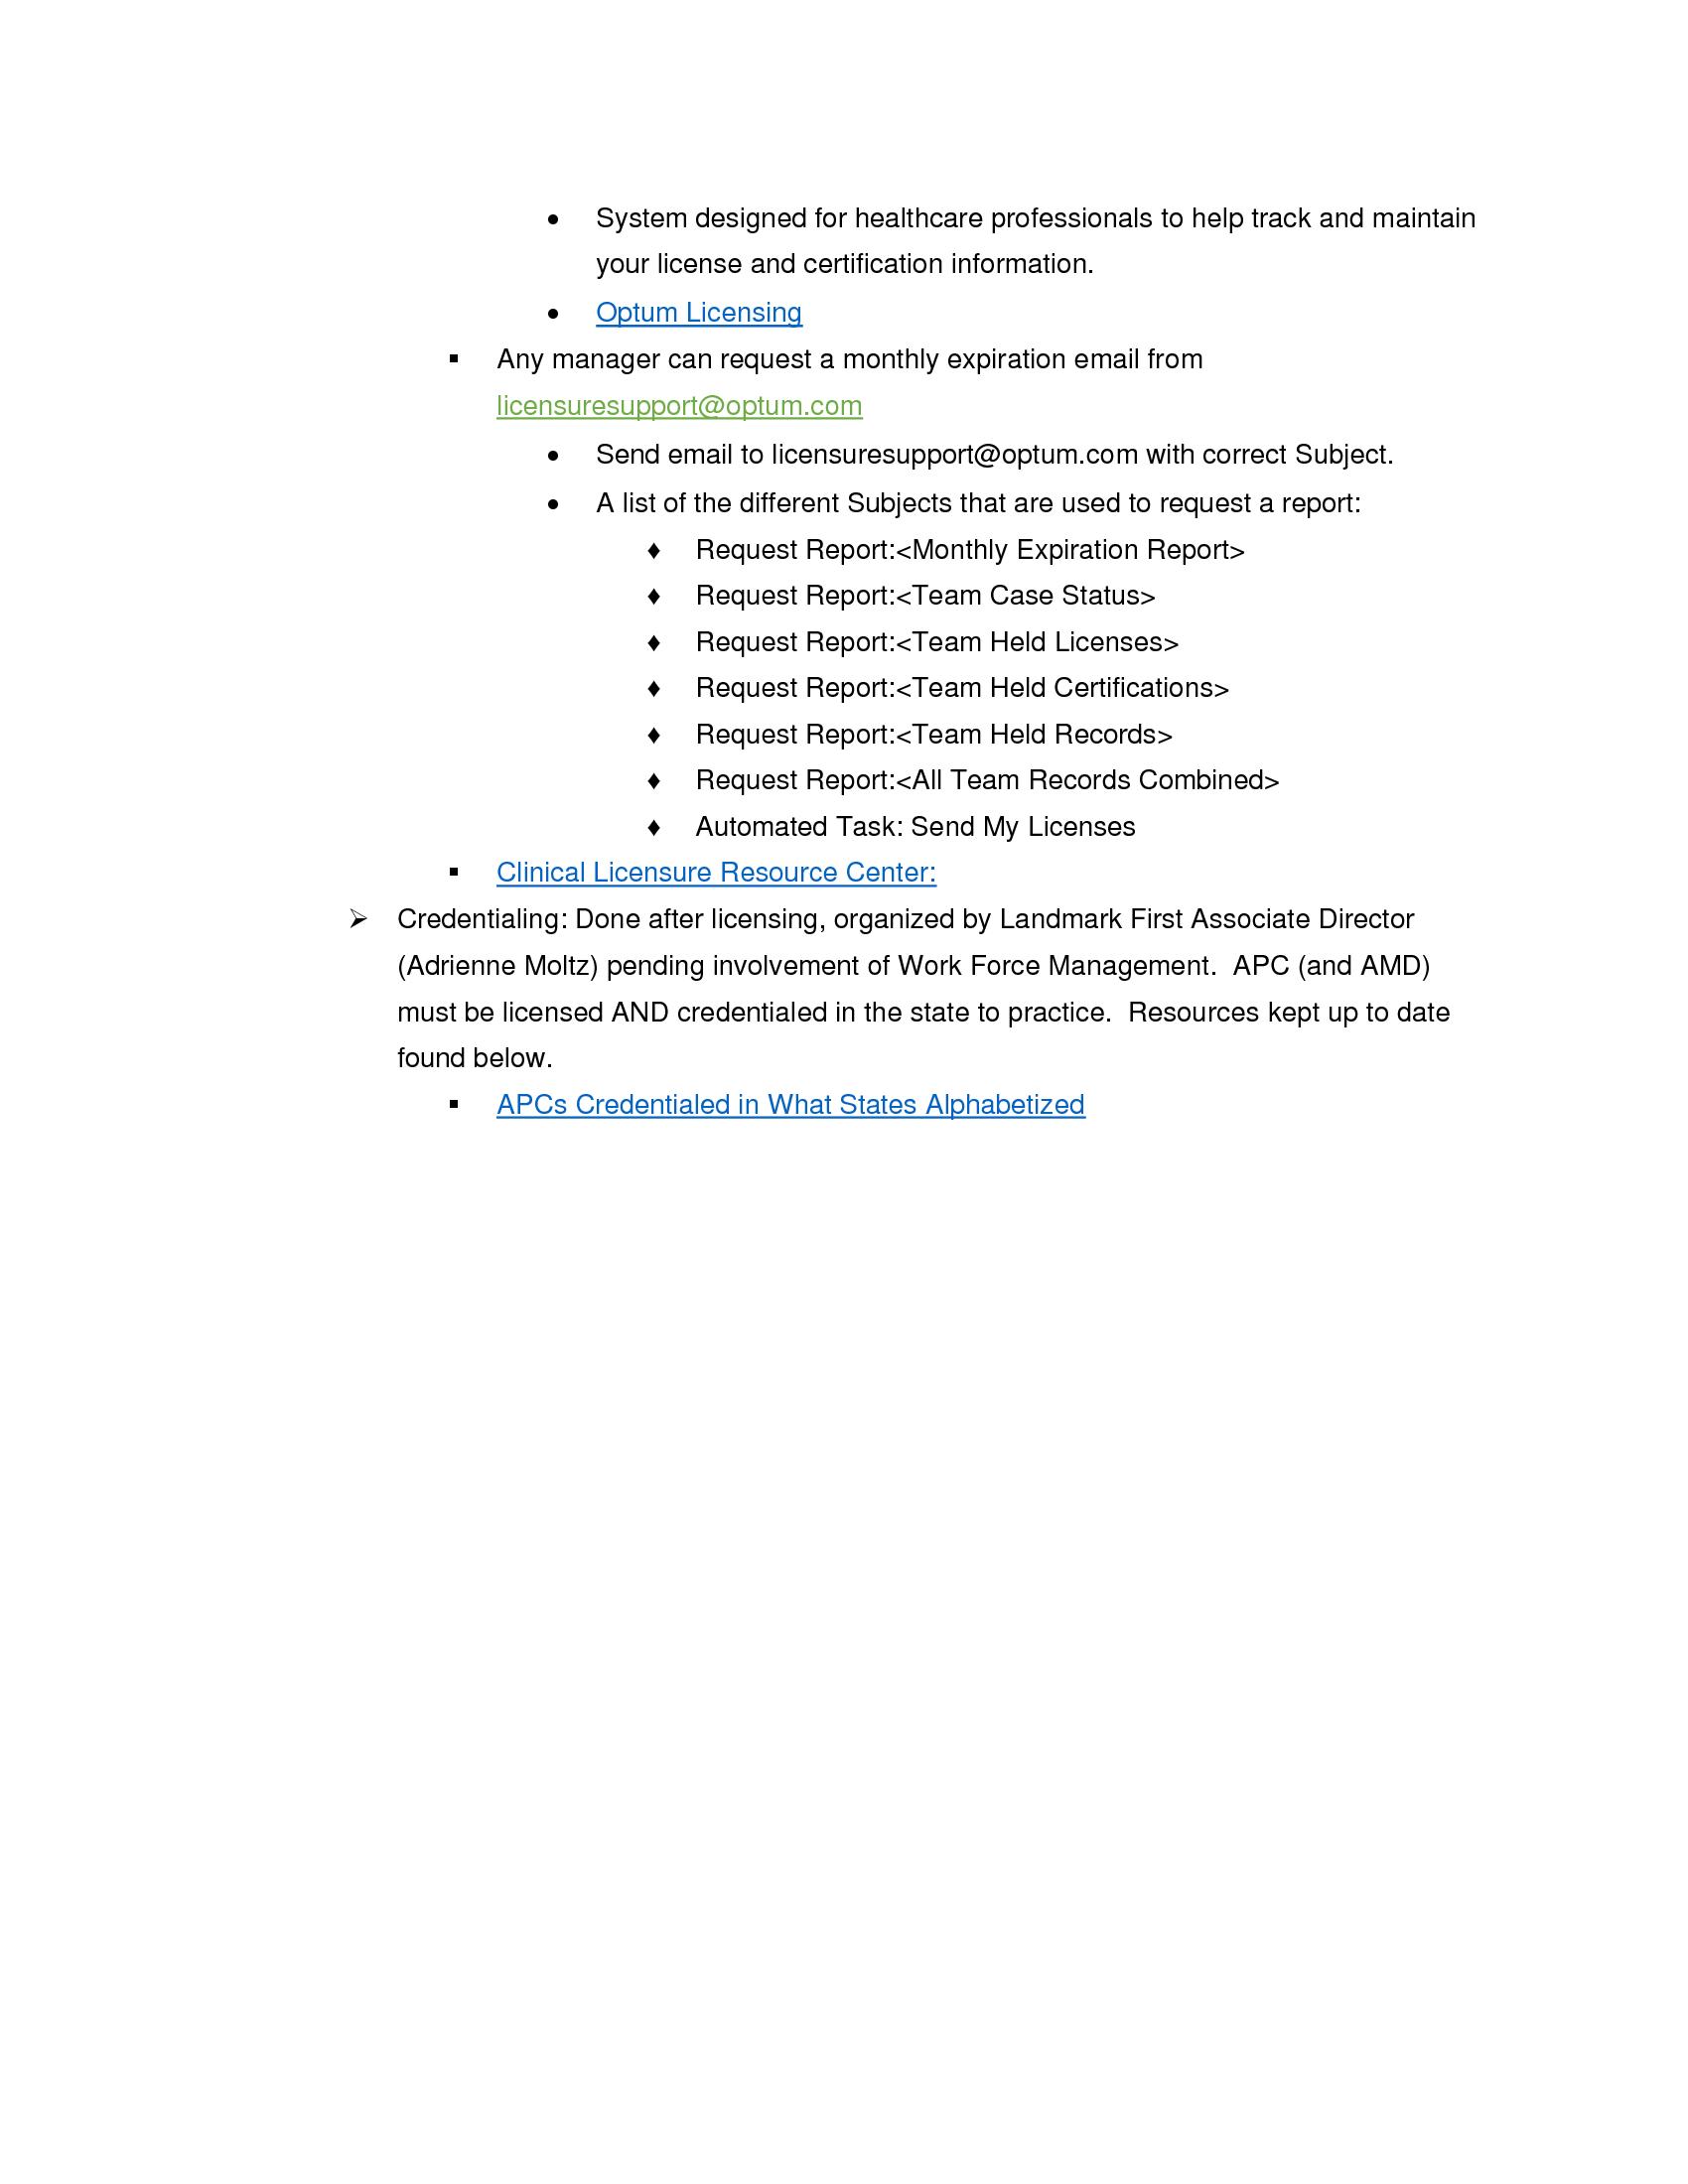 • System designed for healthcare professionals to help track and maintain
your license and certification information.
• Optum Licensing
▪ Any manager can request a monthly expiration email from
licensuresupport@optum.com
• Send email to licensuresupport@optum.com with correct Subject.
• A list of the different Subjects that are used to request a report:
♦ Request Report:<Monthly Expiration Report>
♦ Request Report:<Team Case Status>
♦ Request Report:<Team Held Licenses>
♦ Request Report:<Team Held Certifications>
♦ Request Report:<Team Held Records>
♦ Request Report:<All Team Records Combined>
♦ Automated Task: Send My Licenses
▪ Clinical Licensure Resource Center:
➢ Credentialing: Done after licensing, organized by Landmark First Associate Director
(Adrienne Moltz) pending involvement of Work Force Management.  APC (and AMD)
must be licensed AND credentialed in the state to practice.  Resources kept up to date
found below.
▪ APCs Credentialed in What States Alphabetized